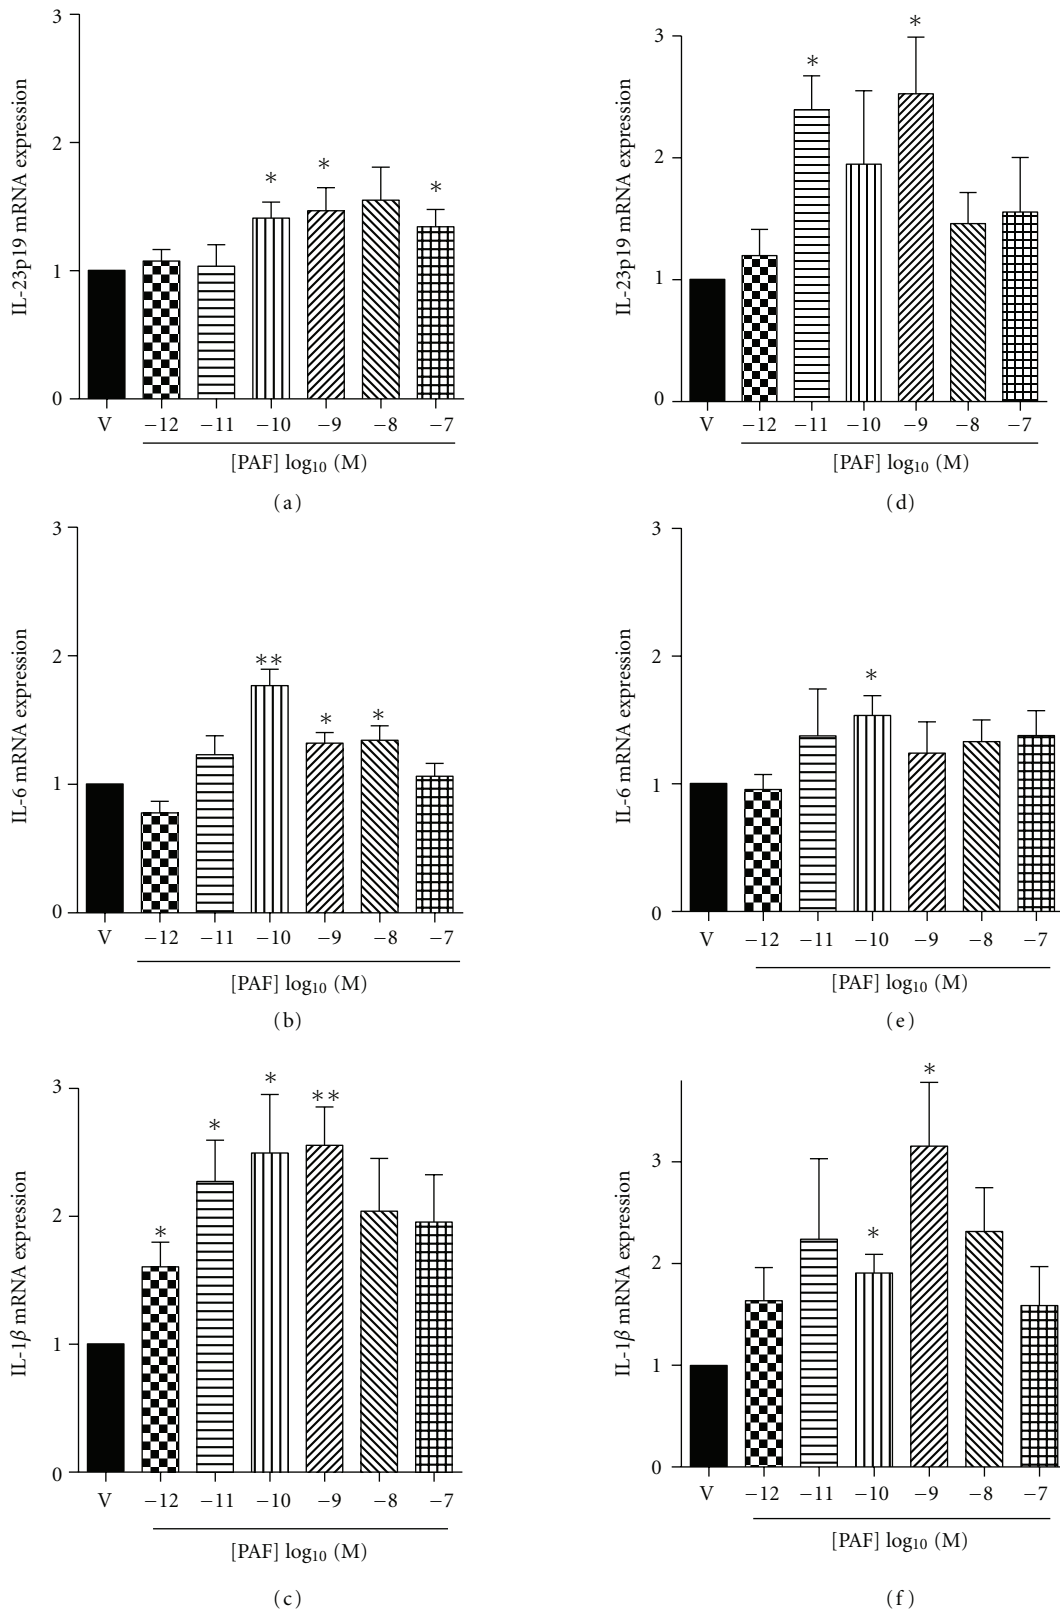 3
2
1
0
IL-23p19 mRNA expression
* * *
V −12 −11 −10 −9 −8 −7
[PAF] log₁₀ (M)
(a)
3
2
1
0
IL-23p19 mRNA expression
* *
V −12 −11 −10 −9 −8 −7
[PAF] log₁₀ (M)
(d)
3
2
1
0
IL-6 mRNA expression
** * *
V −12 −11 −10 −9 −8 −7
[PAF] log₁₀ (M)
(b)
3
2
1
0
IL-6 mRNA expression
*
V −12 −11 −10 −9 −8 −7
[PAF] log₁₀ (M)
(e)
3
2
1
0
IL-1β mRNA expression
* * * **
V −12 −11 −10 −9 −8 −7
[PAF] log₁₀ (M)
(c)
3
2
1
0
IL-1β mRNA expression
* *
V −12 −11 −10 −9 −8 −7
[PAF] log₁₀ (M)
(f)